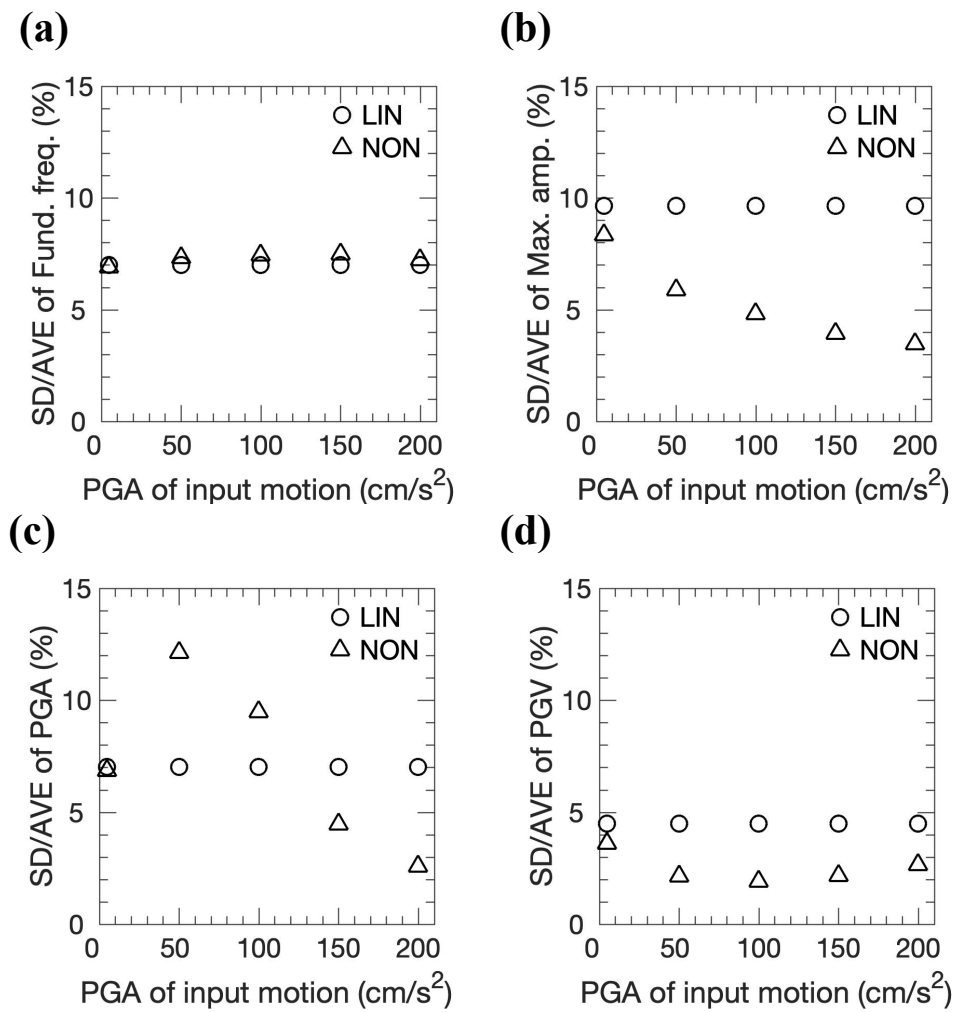 (a)
SD/AVE of Fund. freq. (%)
15
10
5
0
○ LIN
△ NON
0 50 100 150 200
PGA of input motion (cm/s²)
(b)
SD/AVE of Max. amp. (%)
15
10
5
0
○ LIN
△ NON
0 50 100 150 200
PGA of input motion (cm/s²)
(c)
SD/AVE of PGA (%)
15
10
5
0
○ LIN
△ NON
0 50 100 150 200
PGA of input motion (cm/s²)
(d)
SD/AVE of PGV (%)
15
10
5
0
○ LIN
△ NON
0 50 100 150 200
PGA of input motion (cm/s²)